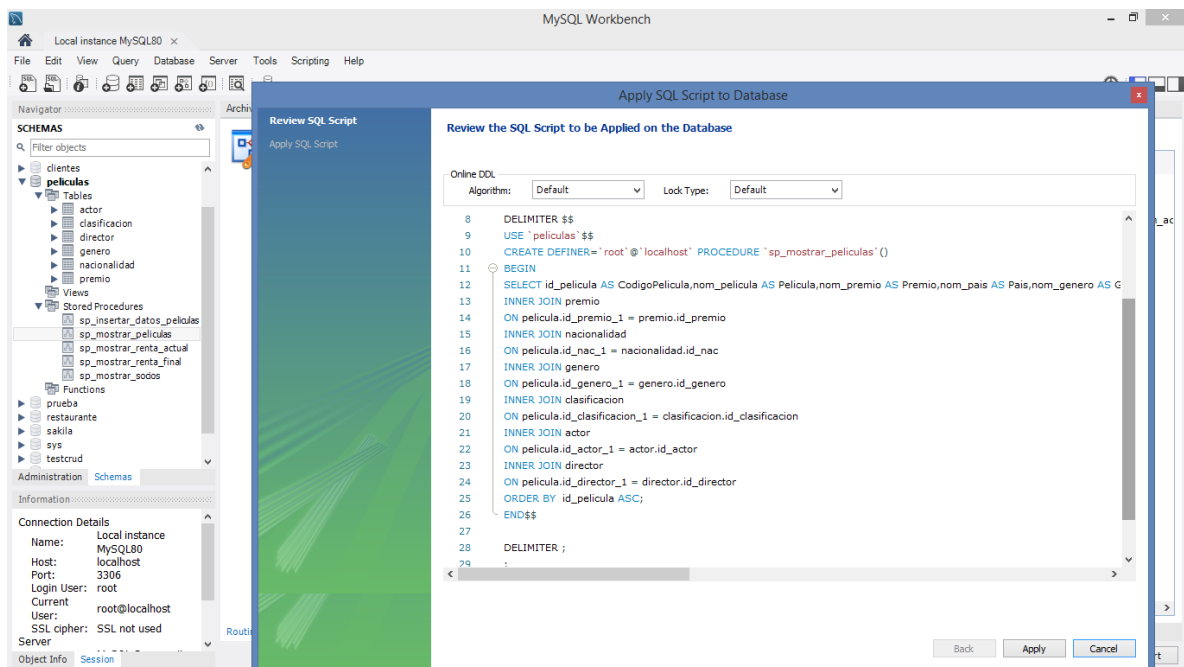 MySQL Workbench
Local instance MySQL80
File Edit View Query Database Server Tools Scripting Help
Navigator
SCHEMAS
Filter objects
clientes
peliculas
Tables
actor
clasificacion
director
genero
nacionalidad
premio
Views
Stored Procedures
sp_insertar_datos_peliculas
sp_mostrar_peliculas
sp_mostrar_renta_actual
sp_mostrar_renta_final
sp_mostrar_socios
Functions
prueba
restaurante
sakila
sys
testcrud
Administration Schemas
Information
Connection Details
Name: Local instance
MySQL80
Host: localhost
Port: 3306
Login User: root
Current
User: root@localhost
SSL cipher: SSL not used
Server
Object Info Session
Apply SQL Script to Database
Review SQL Script
Apply SQL Script
Review the SQL Script to be Applied on the Database
Online DDL
Algorithm: Default Lock Type: Default
8 DELIMITER $$
9 USE `peliculas`$$
10 CREATE DEFINER=`root`@`localhost` PROCEDURE `sp_mostrar_peliculas`()
11 BEGIN
12 SELECT id_pelicula AS CodigoPelicula,nom_pelicula AS Pelicula,nom_premio AS Premio,nom_pais AS Pais,nom_genero AS G
13 INNER JOIN premio
14 ON pelicula.id_premio_1 = premio.id_premio
15 INNER JOIN nacionalidad
16 ON pelicula.id_nac_1 = nacionalidad.id_nac
17 INNER JOIN genero
18 ON pelicula.id_genero_1 = genero.id_genero
19 INNER JOIN clasificacion
20 ON pelicula.id_clasificacion_1 = clasificacion.id_clasificacion
21 INNER JOIN actor
22 ON pelicula.id_actor_1 = actor.id_actor
23 INNER JOIN director
24 ON pelicula.id_director_1 = director.id_director
25 ORDER BY id_pelicula ASC;
26 END$$
27
28 DELIMITER ;
29 ;
Back Apply Cancel